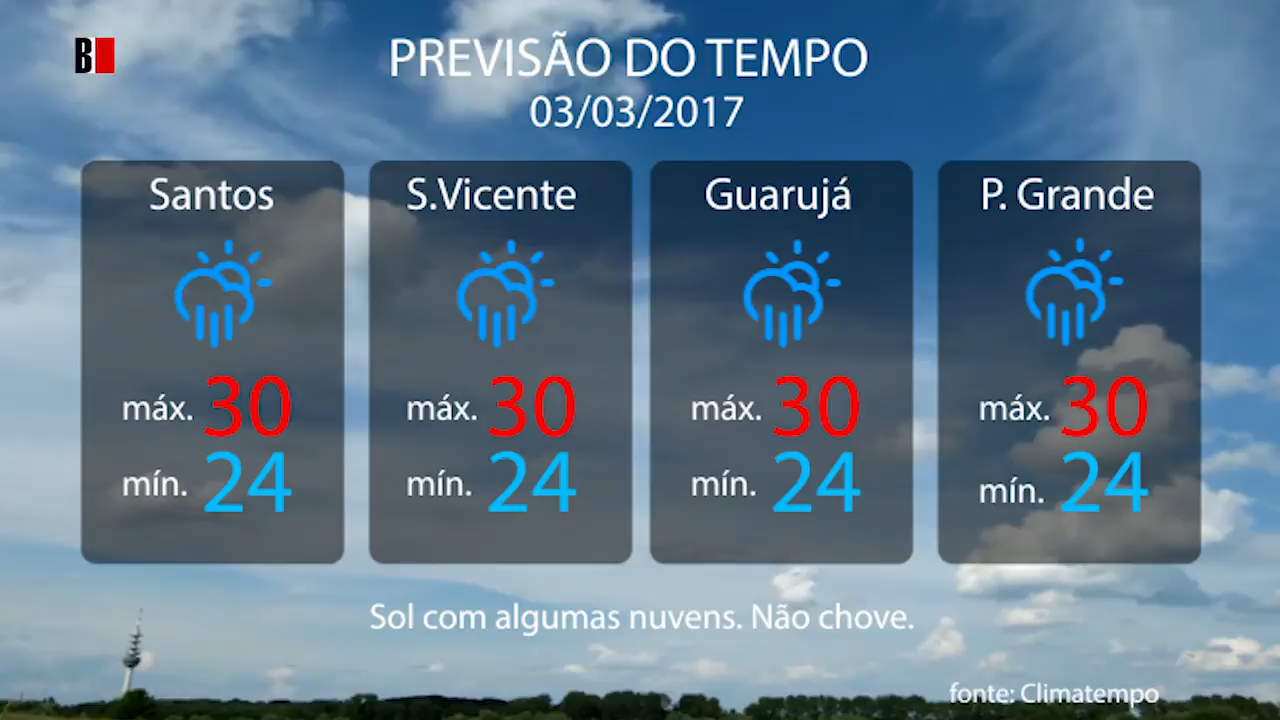 B
PREVISÃO DO TEMPO
03/03/2017
Santos
máx. 30
mín. 24
S.Vicente
máx. 30
mín. 24
Guarujá
máx. 30
mín. 24
P. Grande
máx. 30
mín. 24
Sol com algumas nuvens. Não chove.
fonte: Climatempo